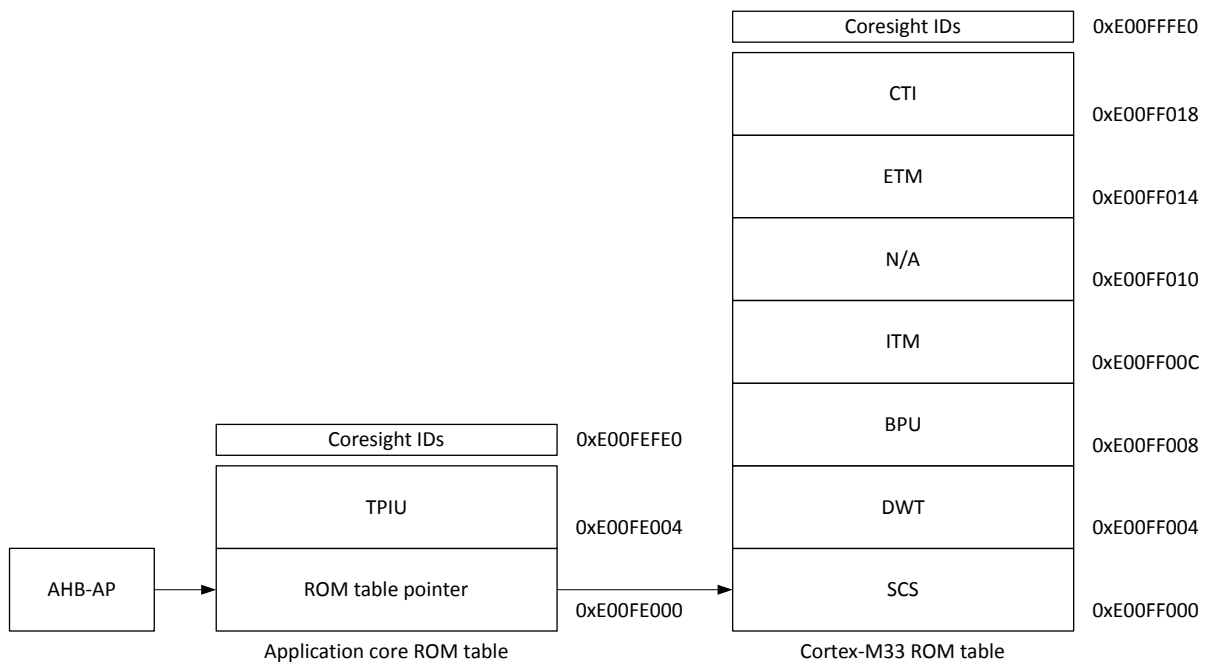 Coresight IDs 0xE00FFFE0
CTI
0xE00FF018
ETM
0xE00FF014
N/A
0xE00FF010
ITM
0xE00FF00C
BPU
Coresight IDs 0xE00FEFE0
0xE00FF008
TPIU
DWT
0xE00FE004
0xE00FF004
AHB-AP
ROM table pointer
SCS
0xE00FE000
0xE00FF000
Application core ROM table
Cortex-M33 ROM table